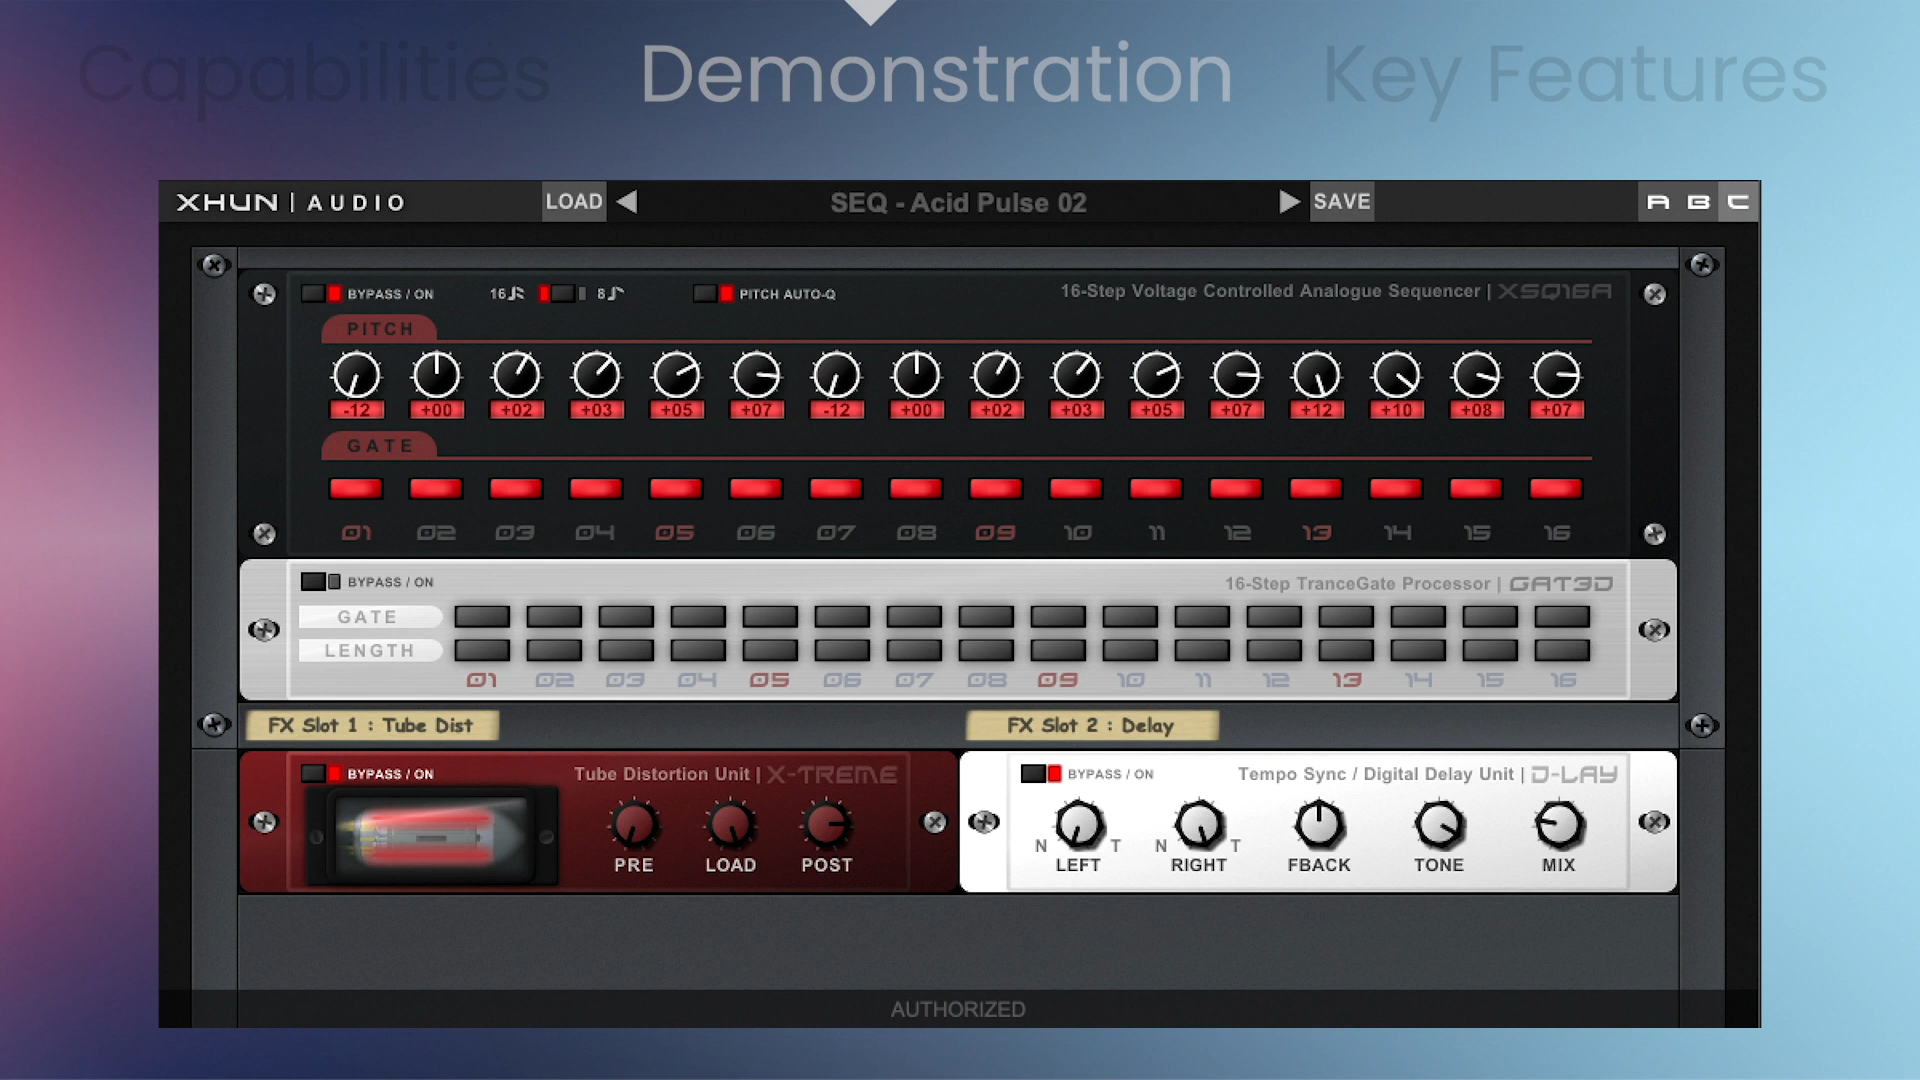 Capabilities Demonstration Key Features
XHUN | AUDIO LOAD SEQ - Acid Pulse 02 SAVE A B C
BYPASS / ON 16 8 PITCH AUTO-Q 16-Step Voltage Controlled Analogue Sequencer | XSQ16A
PITCH
-12 +00 +02 +03 +05 +07 -12 +00 +02 +03 +05 +07 +12 +10 +08 +07
GATE
01 02 03 04 05 06 07 08 09 10 11 12 13 14 15 16
BYPASS / ON 16-Step TranceGate Processor | GAT3D
GATE
LENGTH
01 02 03 04 05 06 07 08 09 10 11 12 13 14 15 16
FX Slot 1 : Tube Dist FX Slot 2 : Delay
BYPASS / ON Tube Distortion Unit | X-TREME BYPASS / ON Tempo Sync / Digital Delay Unit | D-LAY
N T N T
PRE LOAD POST LEFT RIGHT FBACK TONE MIX
AUTHORIZED